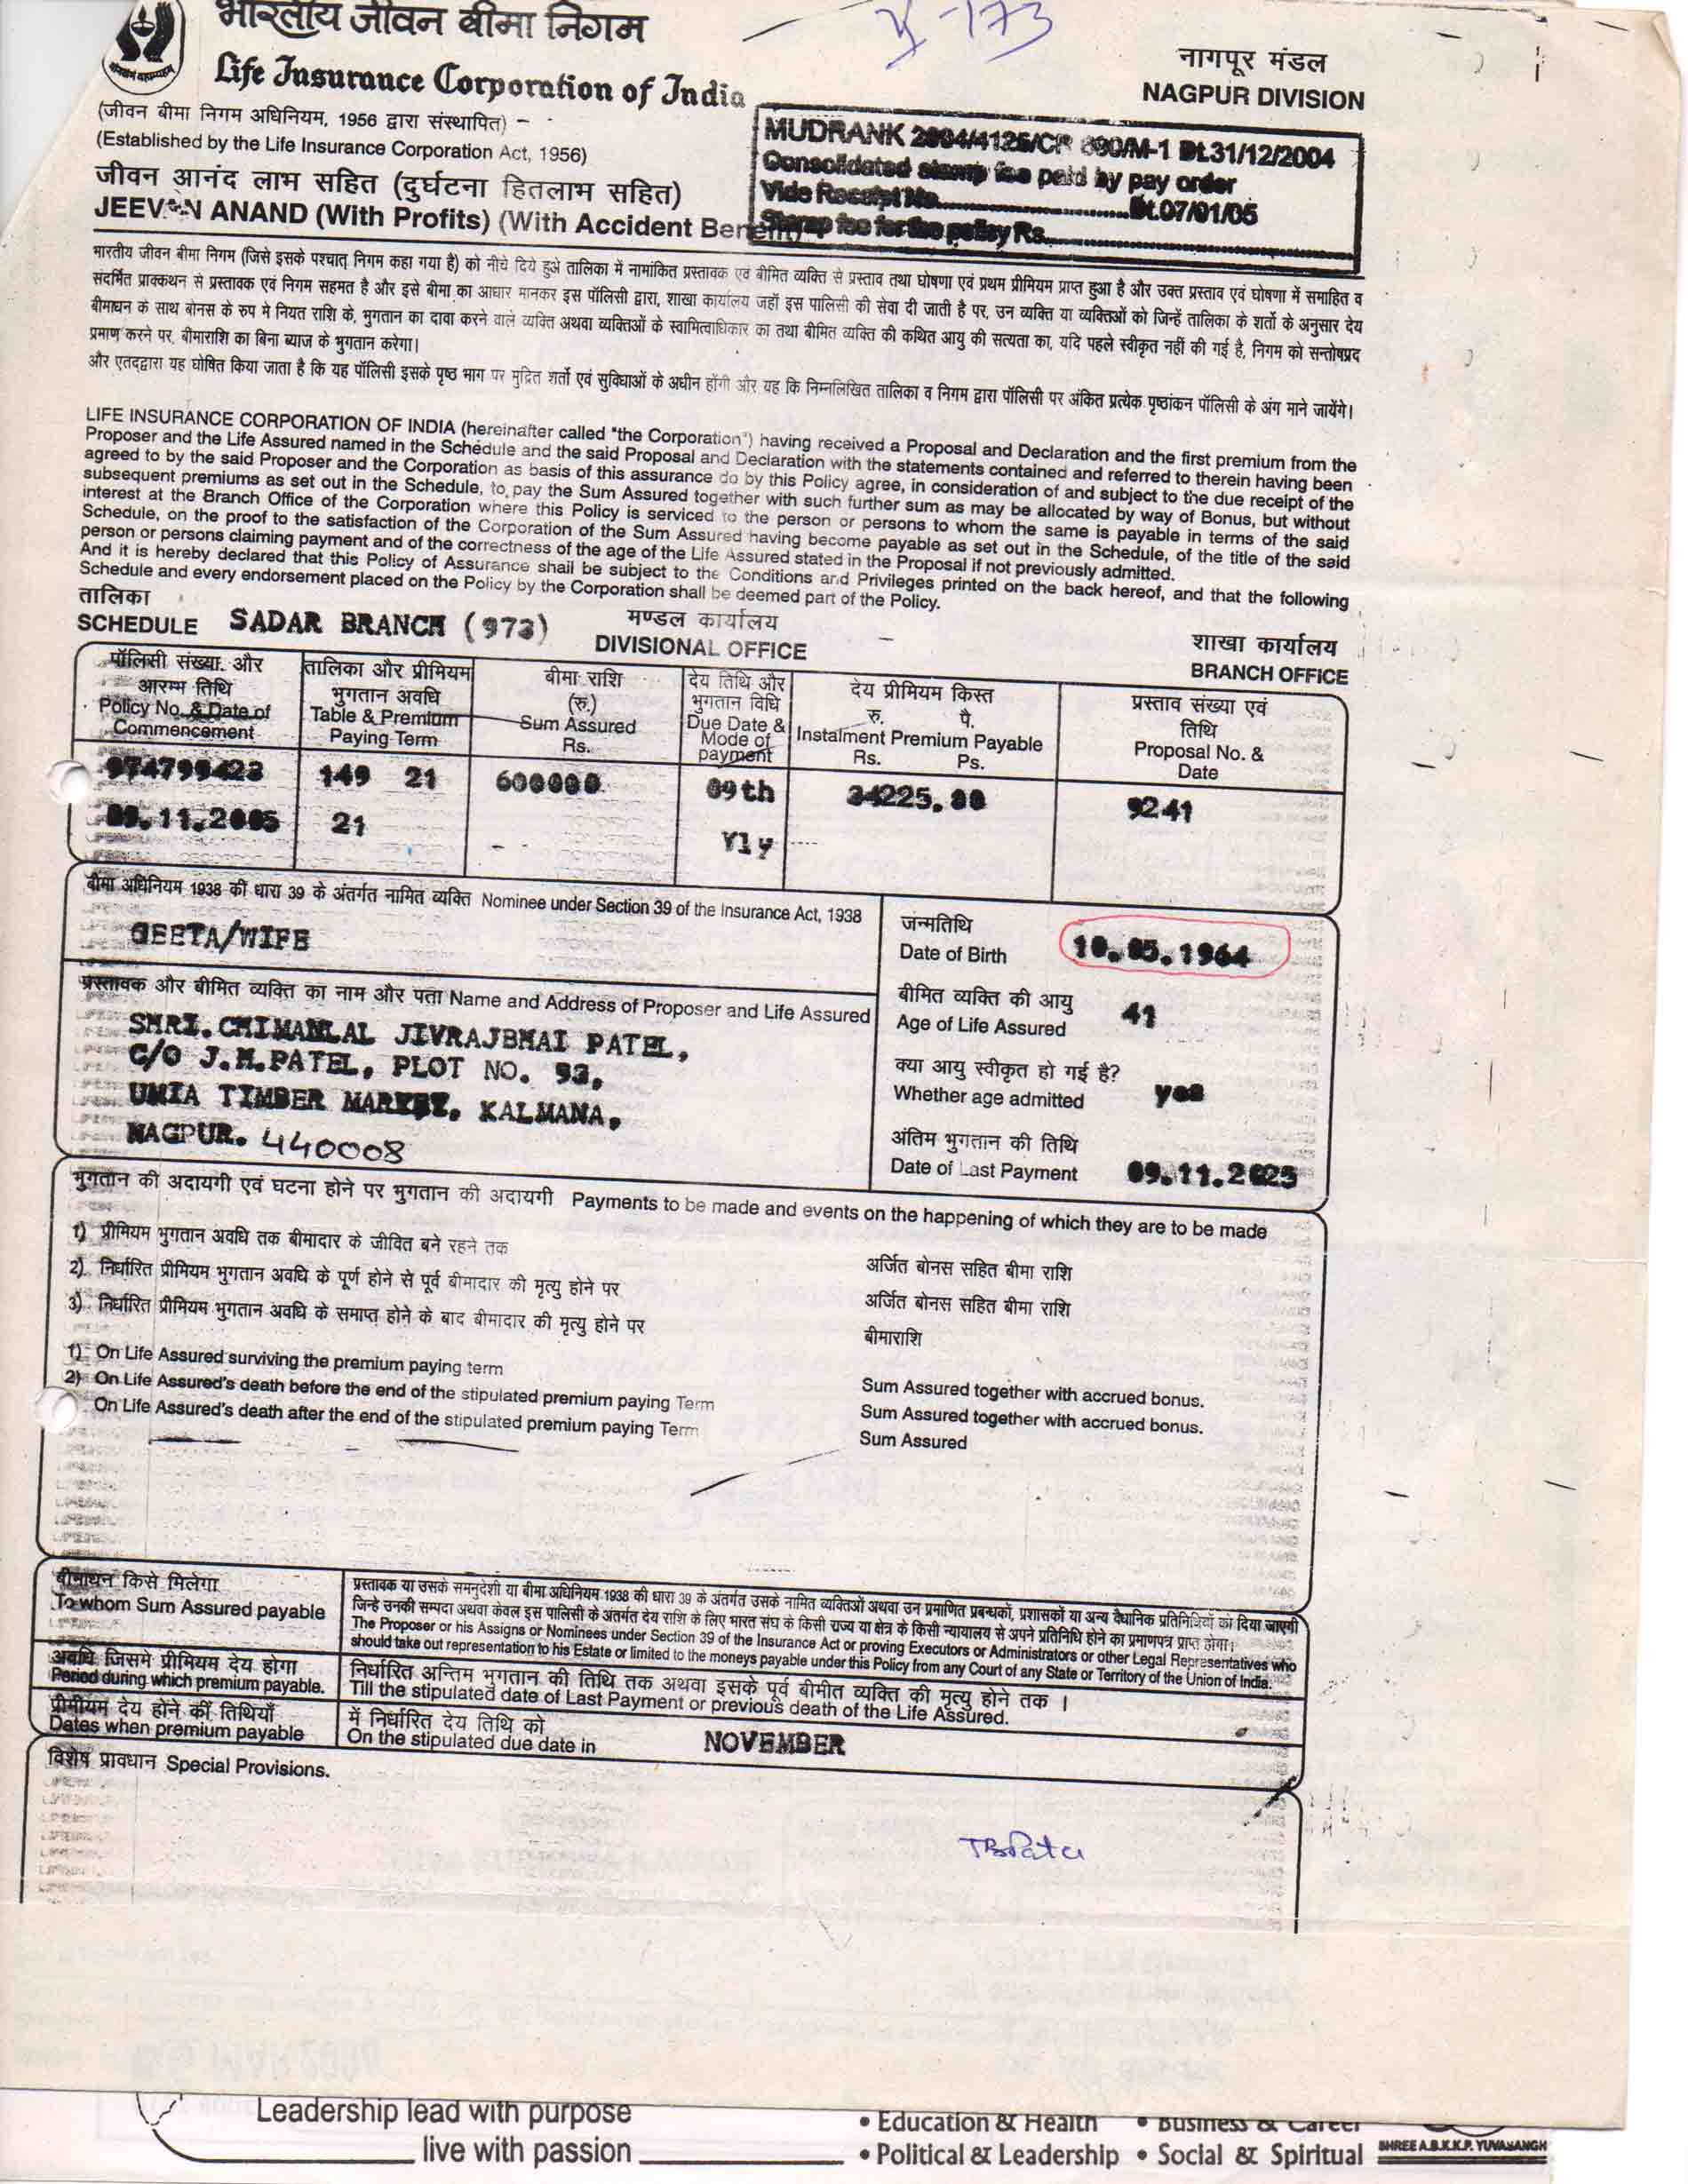 भारतीय जीवन बीमा निगम
Life Insurance Corporation of India
नागपूर मंडल
NAGPUR DIVISION
(जीवन बीमा निगम अधिनियम, 1956 द्वारा संस्थापित)
(Established by the Life Insurance Corporation Act, 1956)
जीवन आनंद लाभ सहित (दुर्घटना हितलाभ सहित)
JEEVAN ANAND (With Profits) (With Accident Benefit)
MUDRANK 2004/4125/CR 890/M-1 Dt.31/12/2004
Consolidated stamp fee paid by pay order
Vide Receipt No. Dt.07/01/05
Stamp fee for the policy Rs.
भारतीय जीवन बीमा निगम (जिसे इसके पश्चात् निगम कहा गया है) को नीचे दिये हुअे तालिका में नामांकित प्रस्तावक एवं बीमित व्यक्ति से प्रस्ताव तथा घोषणा एवं प्रथम प्रीमियम प्राप्त हुआ है और उक्त प्रस्ताव एवं घोषणा में समाहित व
संदर्मित प्राक्कथन से प्रस्तावक एवं निगम सहमत है और इसे बीमा का आधार मानकर इस पॉलिसी द्वारा, शाखा कार्यालय जहाँ इस पालिसी की सेवा दी जाती है पर, उन व्यक्ति या व्यक्तिओं को जिन्हें तालिका के शर्तो के अनुसार देय
बीमाधन के साथ बोनस के रुप मे नियत राशि के, भुगतान का दावा करने वाले व्यक्ति अथवा व्यक्तिओं के स्वामित्वाधिकार का तथा बीमित व्यक्ति की कथित आयु की सत्यता का, यदि पहले स्वीकृत नहीं की गई है, निगम को सन्तोषप्रद
प्रमाण करने पर, बीमाराशि का बिना ब्याज के भुगतान करेगा।
और एतदद्वारा यह घोषित किया जाता है कि यह पॉलिसी इसके पृष्ठ भाग पर मुद्रित शर्तो एवं सुविधाओं के अधीन होंगी और यह कि निम्नलिखित तालिका व निगम द्वारा पॉलिसी पर अंकित प्रत्येक पृष्ठांकन पॉलिसी के अंग माने जायेंगे।
LIFE INSURANCE CORPORATION OF INDIA (hereinafter called "the Corporation") having received a Proposal and Declaration and the first premium from the
Proposer and the Life Assured named in the Schedule and the said Proposal and Declaration with the statements contained and referred to therein having been
agreed to by the said Proposer and the Corporation as basis of this assurance do by this Policy agree, in consideration of and subject to the due receipt of the
subsequent premiums as set out in the Schedule, to pay the Sum Assured together with such further sum as may be allocated by way of Bonus, but without
interest at the Branch Office of the Corporation where this Policy is serviced to the person or persons to whom the same is payable in terms of the said
Schedule, on the proof to the satisfaction of the Corporation of the Sum Assured having become payable as set out in the Schedule, of the title of the said
person or persons claiming payment and of the correctness of the age of the Life Assured stated in the Proposal if not previously admitted.
And it is hereby declared that this Policy of Assurance shall be subject to the Conditions and Privileges printed on the back hereof, and that the following
Schedule and every endorsement placed on the Policy by the Corporation shall be deemed part of the Policy.
तालिका
SCHEDULE SADAR BRANCH (973)
मण्डल कार्यालय
DIVISIONAL OFFICE
शाखा कार्यालय
BRANCH OFFICE
पॉलिसी संख्या और आरम्भ तिथि
Policy No. & Date of Commencement
तालिका और प्रीमियम भुगतान अवधि
Table & Premium Paying Term
बीमा राशि (रु.)
Sum Assured Rs.
देय तिथि और भुगतान विधि
Due Date & Mode of payment
देय प्रीमियम किस्त रु. पै.
Instalment Premium Payable Rs. Ps.
प्रस्ताव संख्या एवं तिथि
Proposal No. & Date
974799423 149 21 600000 09th 34225.00 9241
09.11.2005 21 Yly
बीमा अधिनियम 1938 की धारा 39 के अंतर्गत नामित व्यक्ति Nominee under Section 39 of the Insurance Act, 1938
GEETA/WIFE
जन्मतिथि
Date of Birth 10.05.1964
प्रस्तावक और बीमित व्यक्ति का नाम और पता Name and Address of Proposer and Life Assured
SHRI.CHIMANLAL JIVRAJBHAI PATEL,
C/O J.H.PATEL, PLOT NO. 93,
UMIA TIMBER MARKET, KALMANA,
NAGPUR. 440008
बीमित व्यक्ति की आयु
Age of Life Assured 41
क्या आयु स्वीकृत हो गई है?
Whether age admitted yes
अंतिम भुगतान की तिथि
Date of Last Payment 09.11.2025
भुगतान की अदायगी एवं घटना होने पर भुगतान की अदायगी Payments to be made and events on the happening of which they are to be made
1) प्रीमियम भुगतान अवधि तक बीमादार के जीवित बने रहने तक अर्जित बोनस सहित बीमा राशि
2) निर्धारित प्रीमियम भुगतान अवधि के पूर्ण होने से पूर्व बीमादार की मृत्यु होने पर अर्जित बोनस सहित बीमा राशि
3) निर्धारित प्रीमियम भुगतान अवधि के समाप्त होने के बाद बीमादार की मृत्यु होने पर बीमाराशि
1) On Life Assured surviving the premium paying term Sum Assured together with accrued bonus.
2) On Life Assured's death before the end of the stipulated premium paying Term Sum Assured together with accrued bonus.
On Life Assured's death after the end of the stipulated premium paying Term Sum Assured
बीमाधन किसे मिलेगा
To whom Sum Assured payable
प्रस्तावक या उसके समनुदेशी या बीमा अधिनियम 1938 की धारा 39 के अंतर्गत उसके नामित व्यक्तिओं अथवा उन प्रमाणित प्रबन्धकों, प्रशासकों या अन्य वैधानिक प्रतिनिधियों को दिया जाएगी
जिन्हे उनकी सम्पदा अथवा केवल इस पालिसी के अतर्गत देय राशि के लिए भारत संघ के किसी राज्य या क्षेत्र के किसी न्यायालय से अपने प्रतिनिधि होने का प्रमाणपत्र प्राप्त होगा।
The Proposer or his Assigns or Nominees under Section 39 of the Insurance Act or proving Executors or Administrators or other Legal Representatives who
should take out representation to his Estate or limited to the moneys payable under this Policy from any Court of any State or Territory of the Union of India.
अवधि जिसमे प्रीमियम देय होगा
Period during which premium payable.
निर्धारित अन्तिम भुगतान की तिथि तक अथवा इसके पूर्व बीमीत व्यक्ति की मृत्यु होने तक ।
Till the stipulated date of Last Payment or previous death of the Life Assured.
प्रीमीयम देय होंने कीं तिथियाँ
Dates when premium payable
में निर्धारित देय तिथि को
On the stipulated due date in NOVEMBER
विशेष प्रावधान Special Provisions.
Leadership lead with purpose
live with passion
• Education & Health • Business & Career
• Political & Leadership • Social & Spiritual
SHREE A.B.K.K.P. YUVASANGH